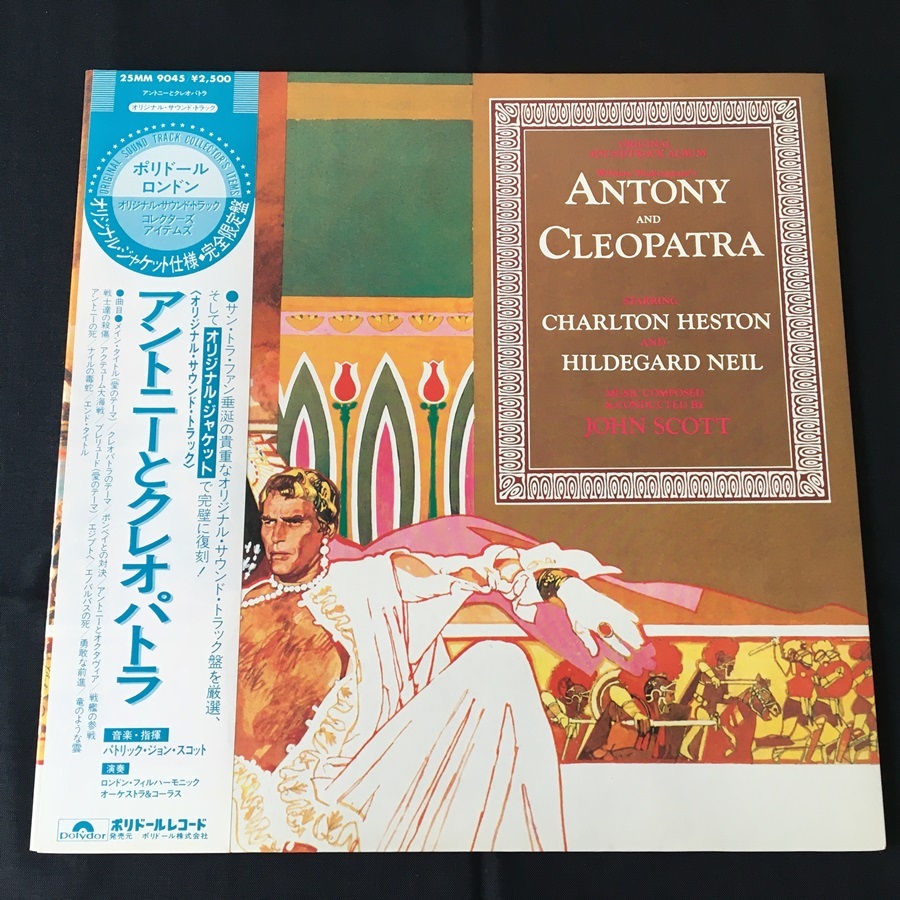 25MM 9045 ¥2,500
アントニーとクレオパトラ
オリジナル・サウンド・トラック
ORIGINAL SOUND TRACK COLLECTOR'S ITEMS
ポリドール
ロンドン
オリジナル・サウンド・トラック
コレクターズ
アイテムズ
オリジナル・ジャケット仕様・完全限定盤
●サン・トラ・ファン垂涎の貴重なオリジナル・サウンド・トラック盤を厳選、
そしてオリジナル・ジャケットで完璧に復刻！
〈オリジナル・サウンド・トラック〉
アントニーとクレオパトラ
●曲目●メイン・タイトル(愛のテーマ)／クレオパトラのテーマ／ポンペイとの対決／アントニーとオクタヴィア／戦艦の参戦
戦士達の殺傷／アクティューム大海戦／プレリュード(愛のテーマ)／エジプトへ／エノバルバスの死／勇敢な前進／竜のような雲
アントニーの死／ナイルの毒蛇／エンド・タイトル
音楽・指揮
パトリック・ジョン・スコット
演奏
ロンドン・フィルハーモニック
オーケストラ&コーラス
Polydor
ポリドールレコード
発売元 ポリドール株式会社
ORIGINAL
SOUNDTRACK ALBUM
William Shakespeare's
ANTONY
AND
CLEOPATRA
STARRING
CHARLTON HESTON
AND
HILDEGARD NEIL
MUSIC COMPOSED
& CONDUCTED BY
JOHN SCOTT